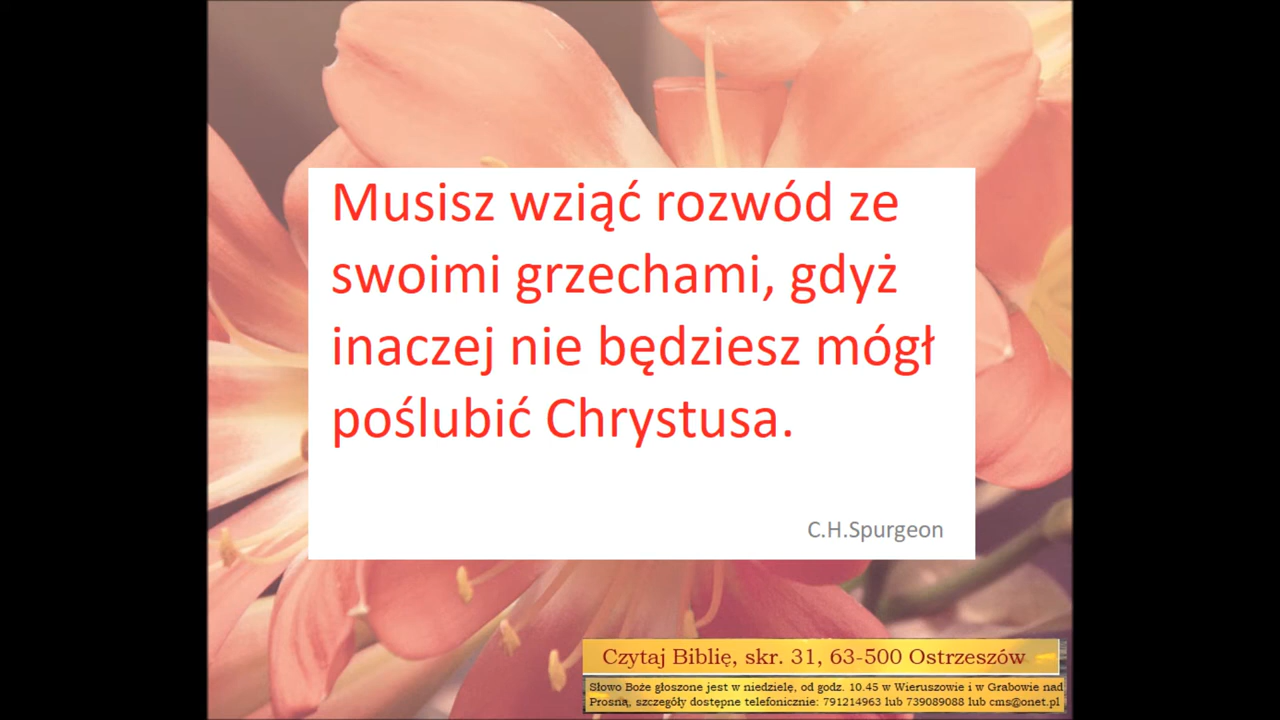 Musisz wziąć rozwód ze
swoimi grzechami, gdyż
inaczej nie będziesz mógł
poślubić Chrystusa.
C.H.Spurgeon
Czytaj Biblię, skr. 31, 63-500 Ostrzeszów
Słowo Boże głoszone jest w niedzielę, od godz. 10.45 w Wieruszowie i w Grabowie nad
Prosną, szczegóły dostępne telefonicznie: 791214963 lub 739089088 lub cms@onet.pl